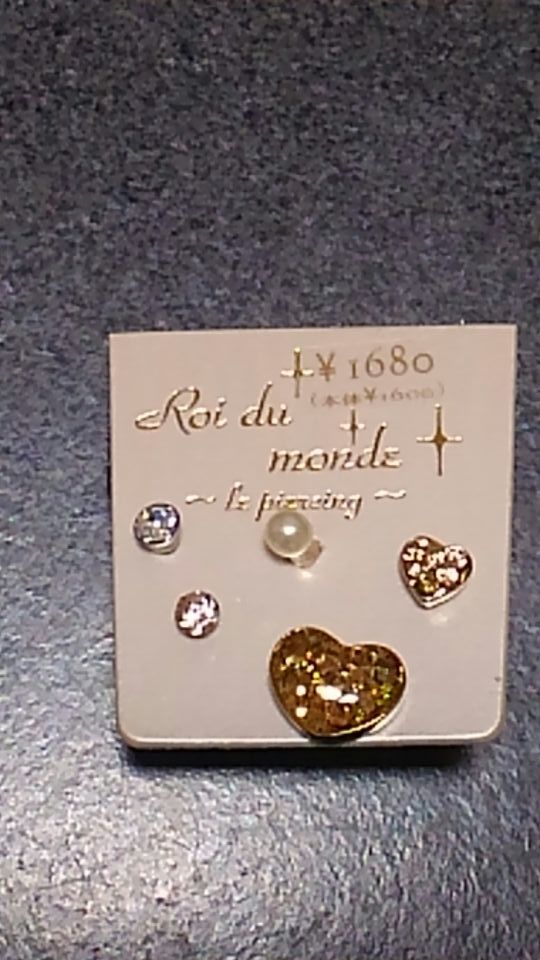 ¥1680
(本体¥1600)
Roi du
monde
~ le piercing ~